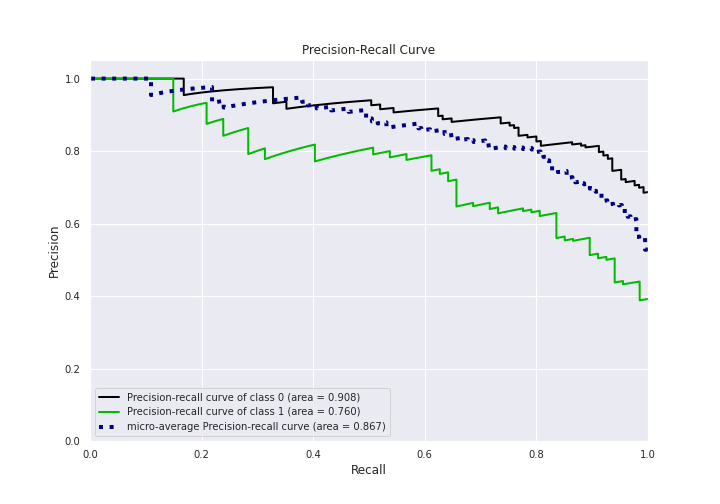 Precision-Recall Curve
1.0
0.8
0.6
0.4
0.2
0.0
Precision
Precision-recall curve of class 0 (area = 0.908)
Precision-recall curve of class 1 (area = 0.760)
micro-average Precision-recall curve (area = 0.867)
0.0 0.2 0.4 0.6 0.8 1.0
Recall